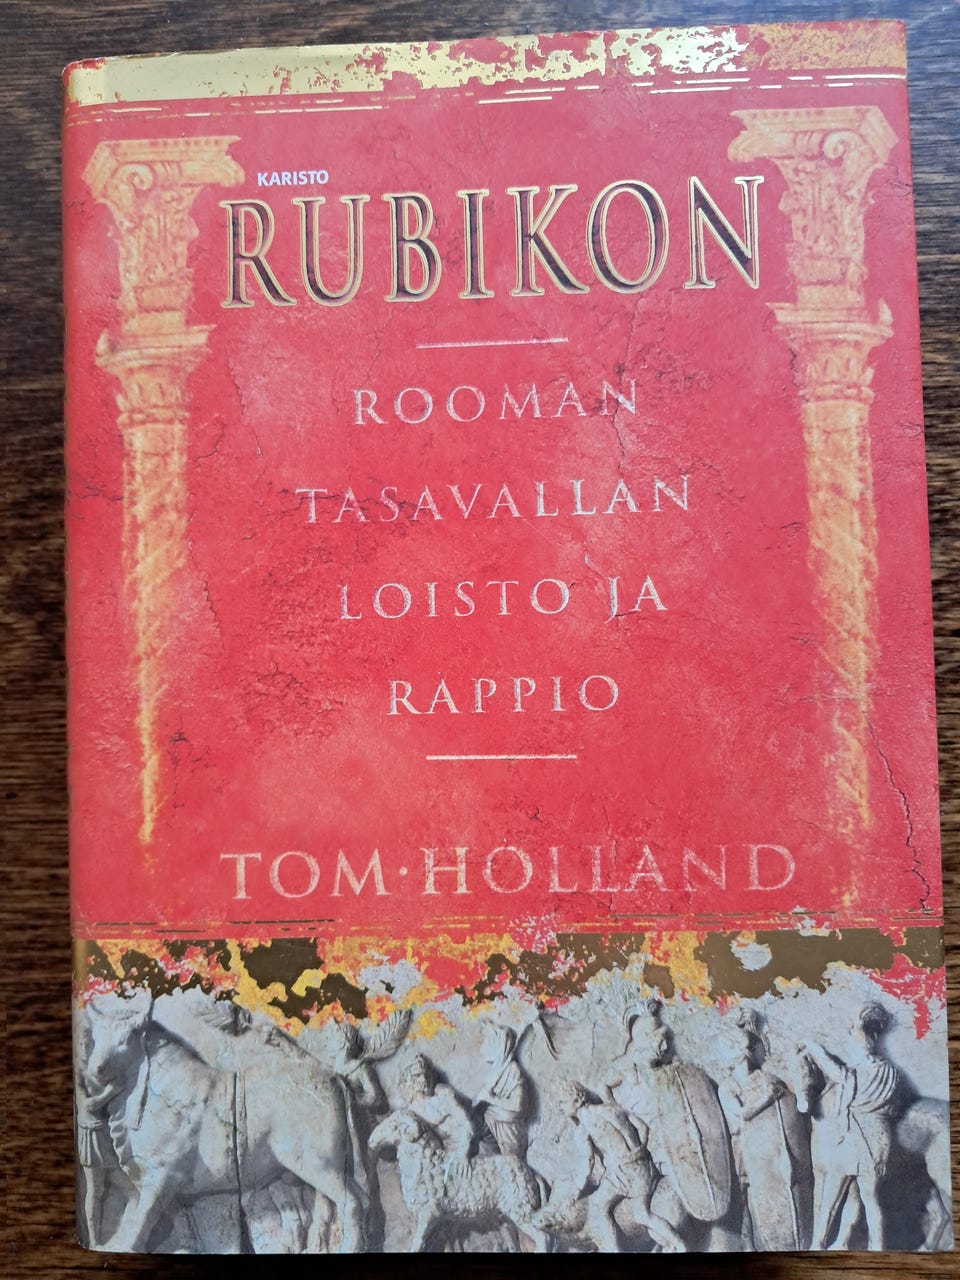 KARISTO
RUBIKON
ROOMAN
TASAVALLAN
LOISTO JA
RAPPIO
TOM·HOLLAND